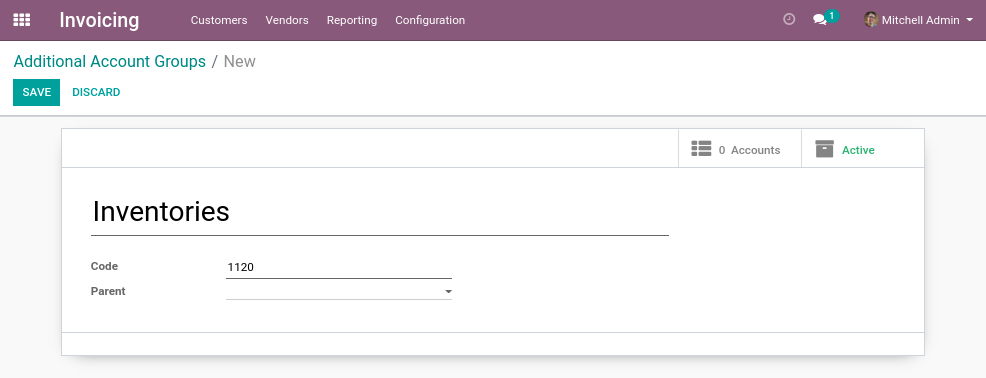 Invoicing Customers Vendors Reporting Configuration 1 Mitchell Admin
Additional Account Groups / New
SAVE DISCARD
0 Accounts Active
Inventories
Code 1120
Parent